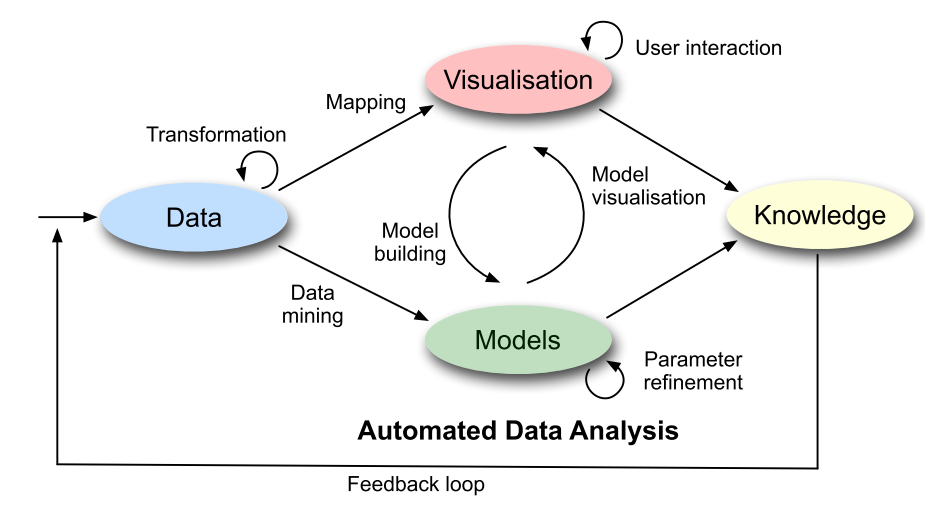 User interaction
Visualisation
Mapping
Transformation
Model
visualisation
Data
Knowledge
Model
building
Data
mining
Models
Parameter
refinement
Automated Data Analysis
Feedback loop